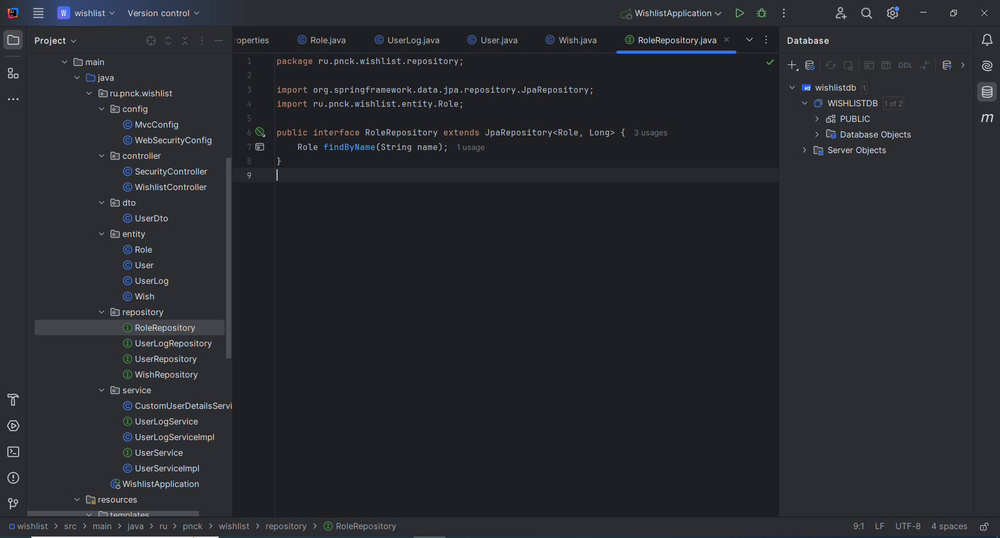 W wishlist Version control WishlistApplication
Project
operties Role.java UserLog.java User.java Wish.java RoleRepository.java
Database
main
java
ru.pnck.wishlist
config
MvcConfig
WebSecurityConfig
controller
SecurityController
WishlistController
dto
UserDto
entity
Role
User
UserLog
Wish
repository
RoleRepository
UserLogRepository
UserRepository
WishRepository
service
CustomUserDetailsServi
UserLogService
UserLogServiceImpl
UserService
UserServiceImpl
WishlistApplication
resources
templates
1 package ru.pnck.wishlist.repository;
2
3 import org.springframework.data.jpa.repository.JpaRepository;
4 import ru.pnck.wishlist.entity.Role;
5
6 public interface RoleRepository extends JpaRepository<Role, Long> { 3 usages
7 Role findByName(String name); 1 usage
8 }
9
DDL
H2 wishlistdb 1
WISHLISTDB 1 of 2
PUBLIC
Database Objects
Server Objects
m
wishlist > src > main > java > ru > pnck > wishlist > repository > RoleRepository
9:1 LF UTF-8 4 spaces